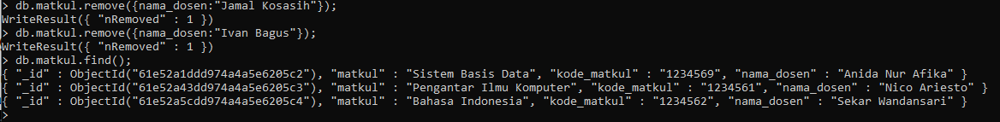 > db.matkul.remove({nama_dosen:"Jamal Kosasih"});
WriteResult({ "nRemoved" : 1 })
> db.matkul.remove({nama_dosen:"Ivan Bagus"});
WriteResult({ "nRemoved" : 1 })
> db.matkul.find();
{ "_id" : ObjectId("61e52a1ddd974a4a5e6205c2"), "matkul" : "Sistem Basis Data", "kode_matkul" : "1234569", "nama_dosen" : "Anida Nur Afika" }
{ "_id" : ObjectId("61e52a43dd974a4a5e6205c3"), "matkul" : "Pengantar Ilmu Komputer", "kode_matkul" : "1234561", "nama_dosen" : "Nico Ariesto" }
{ "_id" : ObjectId("61e52a5cdd974a4a5e6205c4"), "matkul" : "Bahasa Indonesia", "kode_matkul" : "1234562", "nama_dosen" : "Sekar Wandansari" }
>